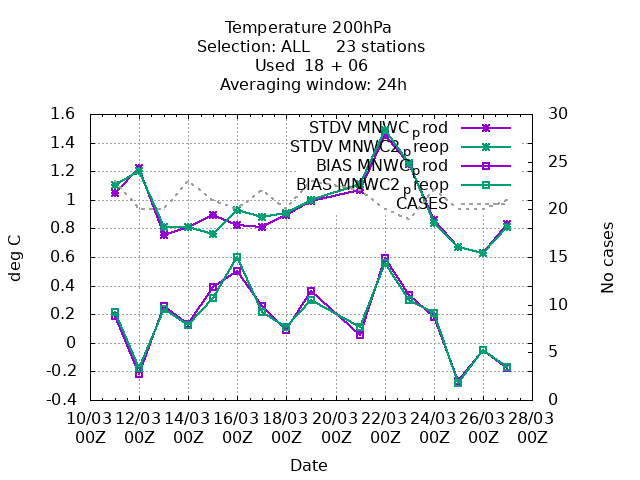 Temperature 200hPa
Selection: ALL 23 stations
Used 18 + 06
Averaging window: 24h
1.6
1.4
1.2
1
0.8
0.6
0.4
0.2
0
-0.2
-0.4
deg C
30
25
20
15
10
5
0
No cases
STDV MNWC_prod
STDV MNWC2_preop
BIAS MNWC_prod
BIAS MNWC2_preop
CASES
10/03 12/03 14/03 16/03 18/03 20/03 22/03 24/03 26/03 28/03
00Z 00Z 00Z 00Z 00Z 00Z 00Z 00Z 00Z 00Z
Date